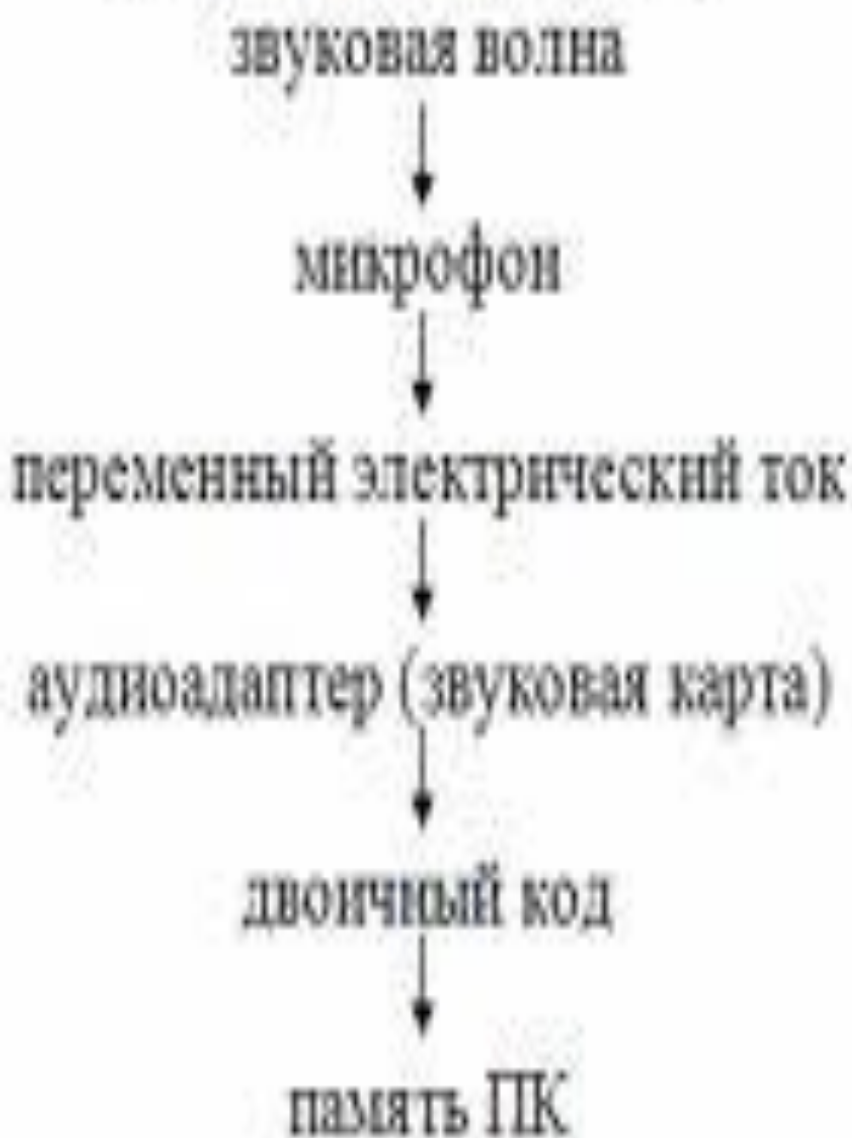 звуковая волна
микрофон
переменный электрический ток
аудиоадаптер (звуковая карта)
двоичный код
память ПК